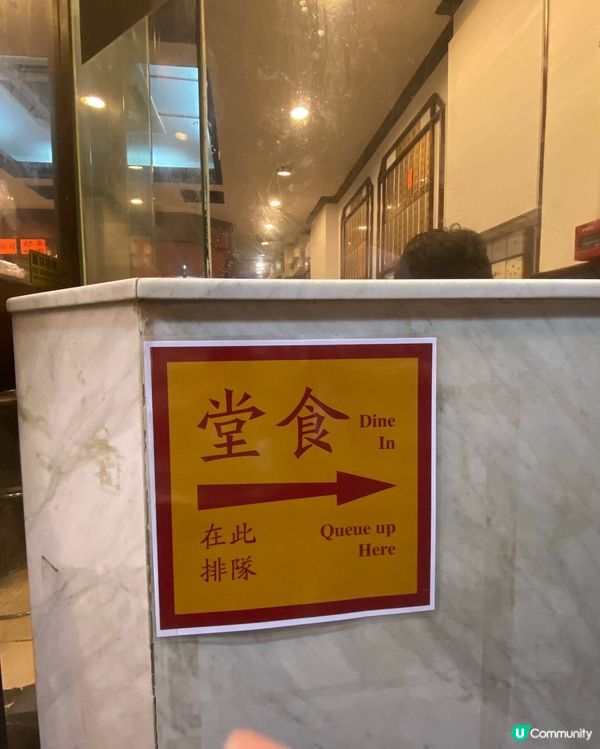 堂食
Dine
In
在此
排隊
Queue up
Here
U Community